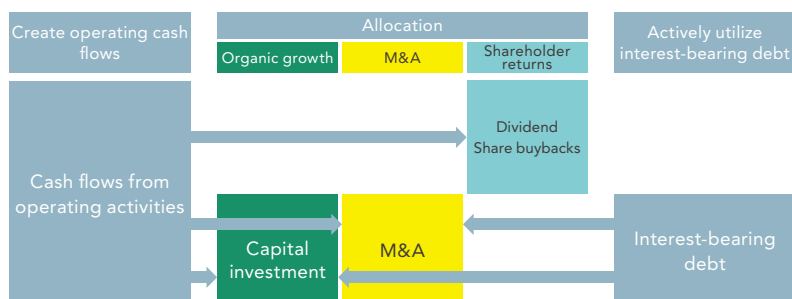 Create operating cash
flows
Allocation
Organic growth
M&A
Shareholder
returns
Actively utilize
interest-bearing debt
Dividend
Share buybacks
Cash flows from
operating activities
Capital
investment
M&A
Interest-bearing
debt